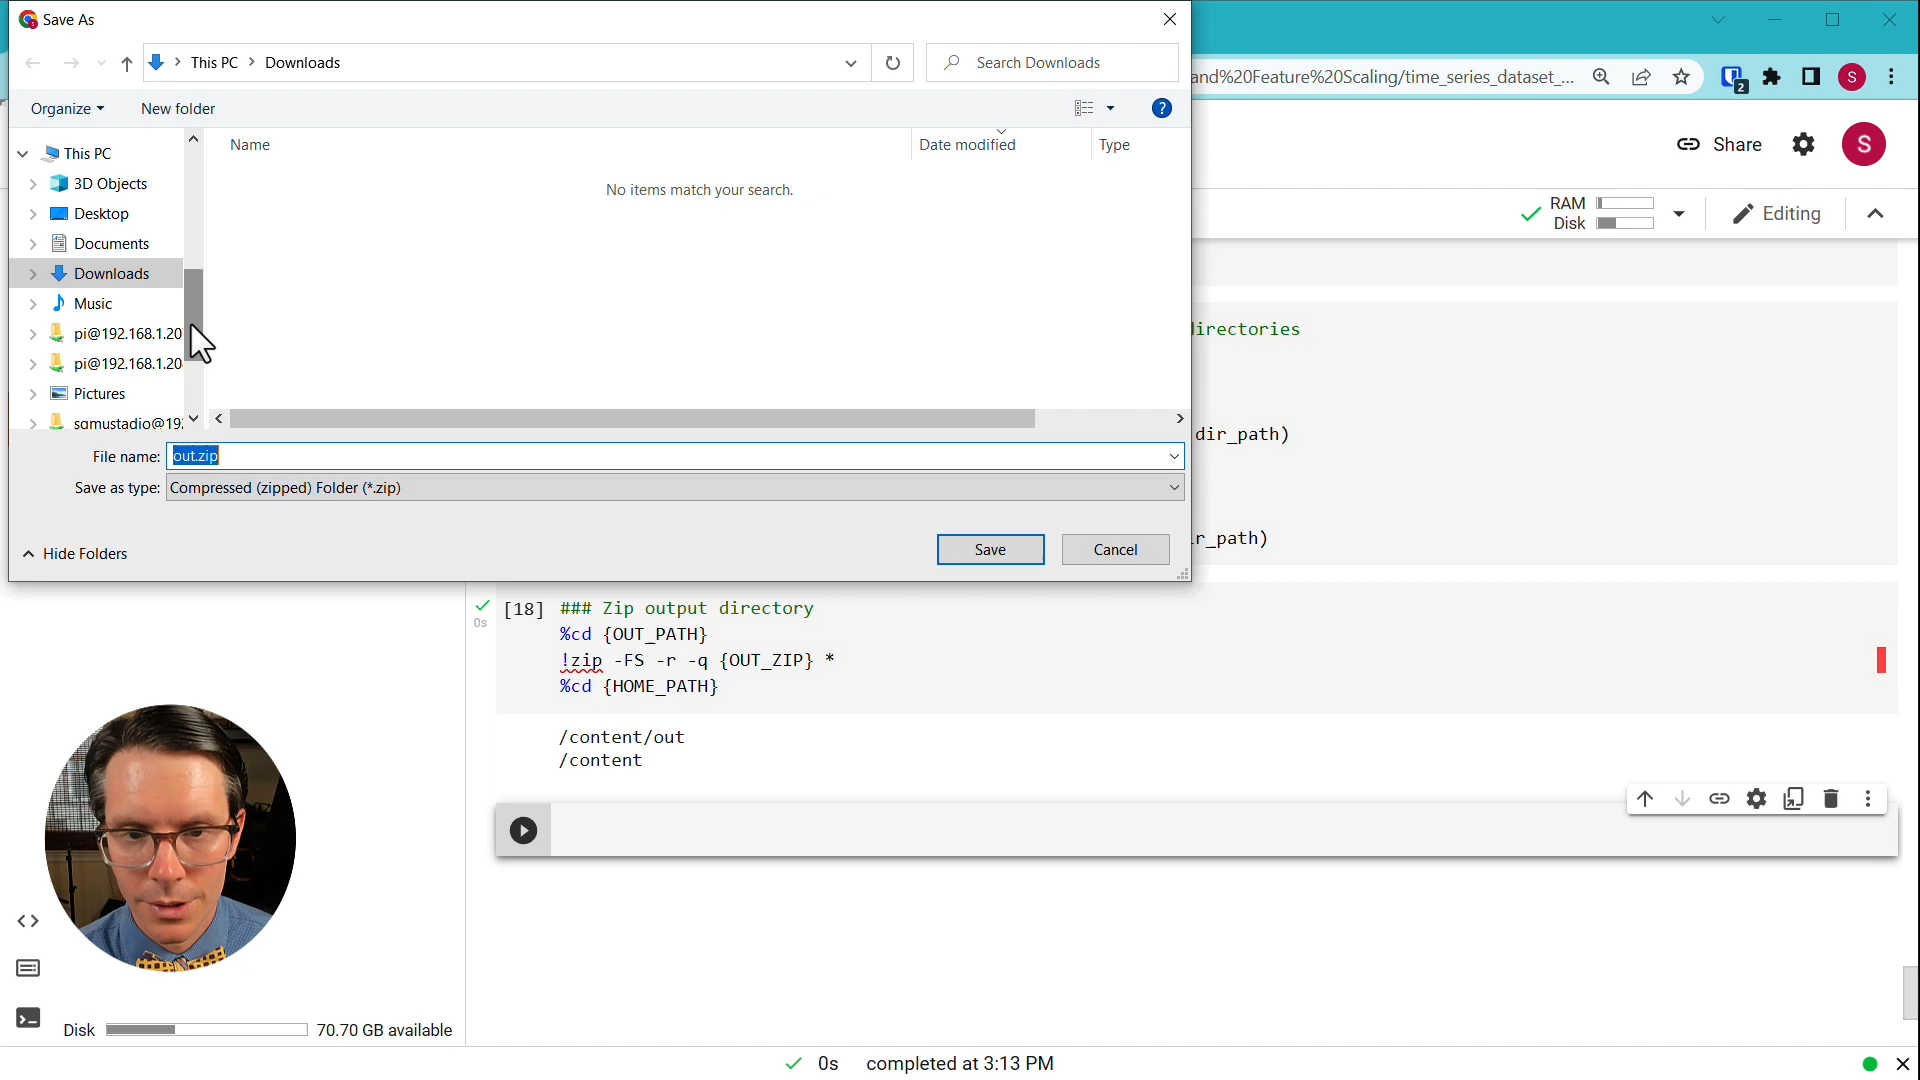 Save As
This PC
Downloads
Search Downloads
and%20Feature%20Scaling/time_series_dataset_...
2
S
Organize
New folder
?
This PC
3D Objects
Desktop
Documents
Downloads
Music
pi@192.168.1.20
pi@192.168.1.20
Pictures
sgmustadio@19
Name
Date modified
Type
No items match your search.
Share
S
RAM
Disk
Editing
File name:
out.zip
Save as type:
Compressed (zipped) Folder (*.zip)
Hide Folders
Save
Cancel
irectories
dir_path)
r_path)
0s
[18]
### Zip output directory
%cd {OUT_PATH}
!zip -FS -r -q {OUT_ZIP} *
%cd {HOME_PATH}
/content/out
/content
Disk
70.70 GB available
0s
completed at 3:13 PM